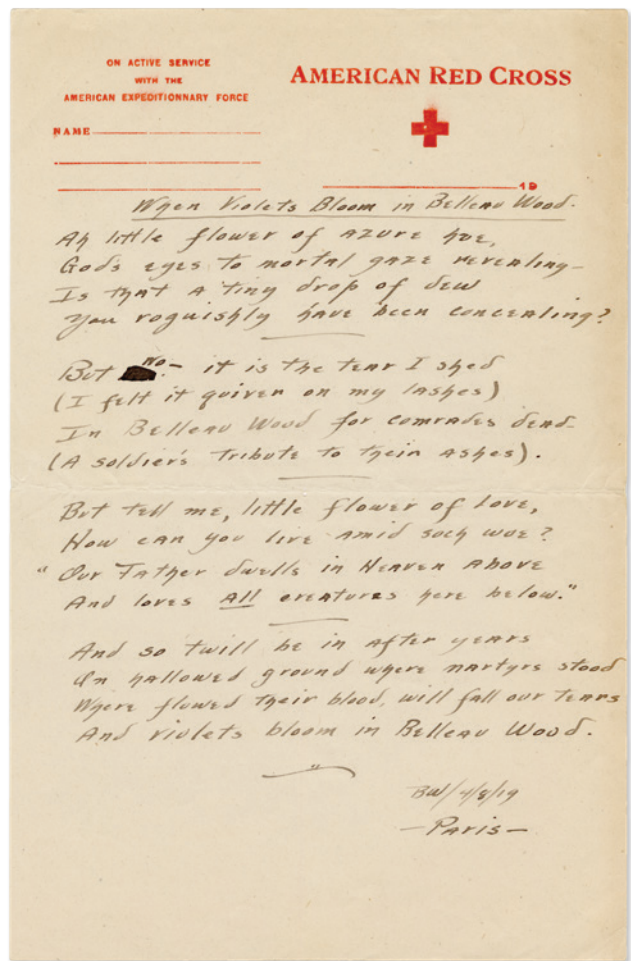 ON ACTIVE SERVICE
WITH THE
AMERICAN EXPEDITIONNARY FORCE
AMERICAN RED CROSS
NAME
19
When Violets Bloom in Belleau Wood.
Ah little flower of azure hue,
God's eyes to mortal gaze revealing—
Is that a tiny drop of dew
You roguishly have been concealing?
But no— it is the tear I shed
(I felt it quiver on my lashes)
In Belleau Wood for comrades dead
(A soldier's tribute to their ashes).
But tell me, little flower of love,
How can you live amid such woe?
"Our Father dwells in Heaven above
And loves All creatures here below."
And so twill be in after years
On hallowed ground where martyrs stood
Where flowed their blood, will fall our tears
And violets bloom in Belleau Wood.
BW/4/8/19
—Paris—